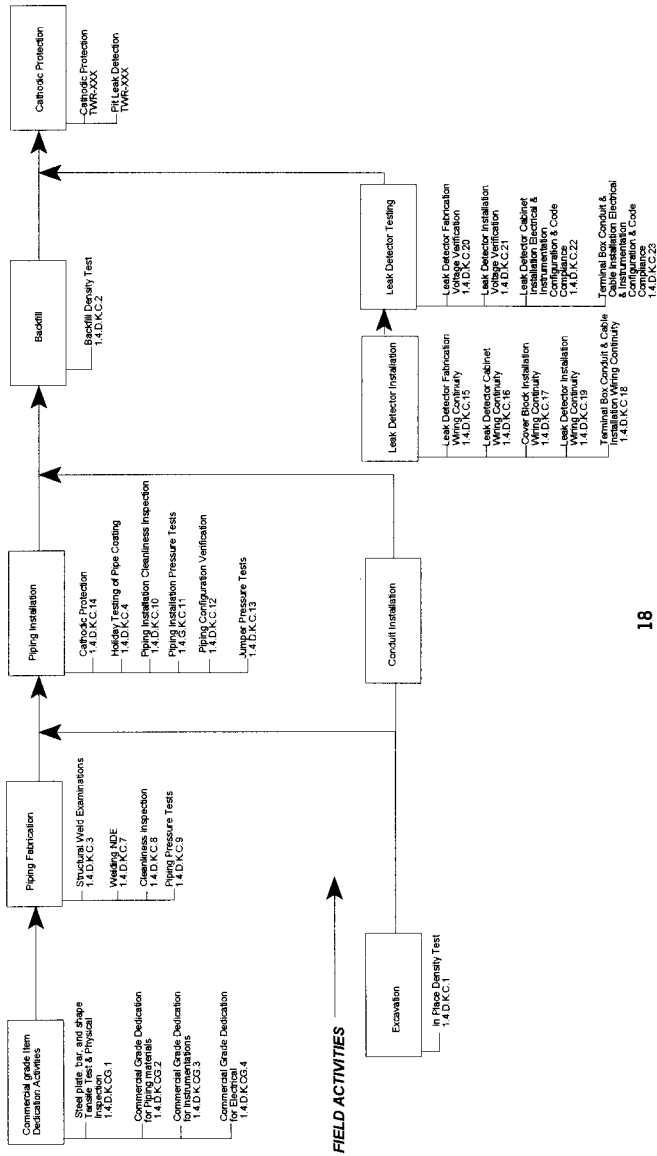 Commercial grade Item
Dedication Activities
Steel plate, bar, and shape
Tensile Test & Physical
Inspection
1.4.D.K.CG.1
Commercial Grade Dedication
for Piping materials
1.4.D.K.CG.2
Commercial Grade Dedication
for Instrumentations
1.4.D.K.CG.3
Commercial Grade Dedication
for Electrical
1.4.D.K.CG.4
Piping Fabrication
Structural Weld Examinations
1.4.D.K.C.3
Welding NDE
1.4.D.K.C.7
Cleanliness inspection
1.4.D.K.C.8
Piping Pressure Tests
1.4.D.K.C.9
Piping Installation
Cathodic Protection
1.4.D.K.C.14
Holiday Testing of Pipe Coating
1.4.D.K.C.4
Piping Installation Cleanliness Inspection
1.4.D.K.C.10
Piping Installation Pressure Tests
1.4.G.K.C.11
Piping Configuration Verification
1.4.D.K.C.12
Jumper Pressure Tests
1.4.D.K.C.13
Backfill
Backfill Density Test
1.4.D.K.C.2
Cathodic Protection
Cathodic Protection
TWR-XXX
Pit Leak Detection
TWR-XXX
FIELD ACTIVITIES
Excavation
In Place Density Test
1.4.D.K.C.1
Conduit Installation
Leak Detector Installation
Leak Detector Fabrication
Wiring Continuity
1.4.D.K.C.15
Leak Detector Cabinet
Wiring Continuity
1.4.D.K.C.16
Cover Block Installation
Wiring Continuity
1.4.D.K.C.17
Leak Detector Installation
Wiring Continuity
1.4.D.K.C.19
Terminal Box Conduit & Cable
Installation Wiring Continuity
1.4.D.K.C.18
Leak Detector Testing
Leak Detector Fabrication
Voltage Verification
1.4.D.K.C.20
Leak Detector Installation
Voltage Verification
1.4.D.K.C.21
Leak Detector Cabinet
Installation Electrical &
Instrumentation
Configuration & Code
Compliance
1.4.D.K.C.22
Terminal Box Conduit &
Cable Installation Electrical
& Instrumentation
Configuration & Code
Compliance
1.4.D.K.C.23
18